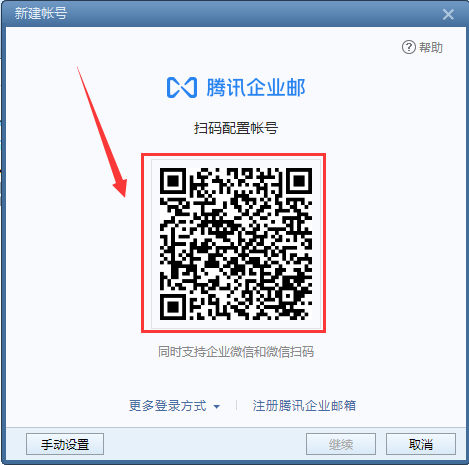 新建帐号
帮助
腾讯企业邮
扫码配置帐号
同时支持企业微信和微信扫码
更多登录方式 注册腾讯企业邮箱
手动设置 继续 取消